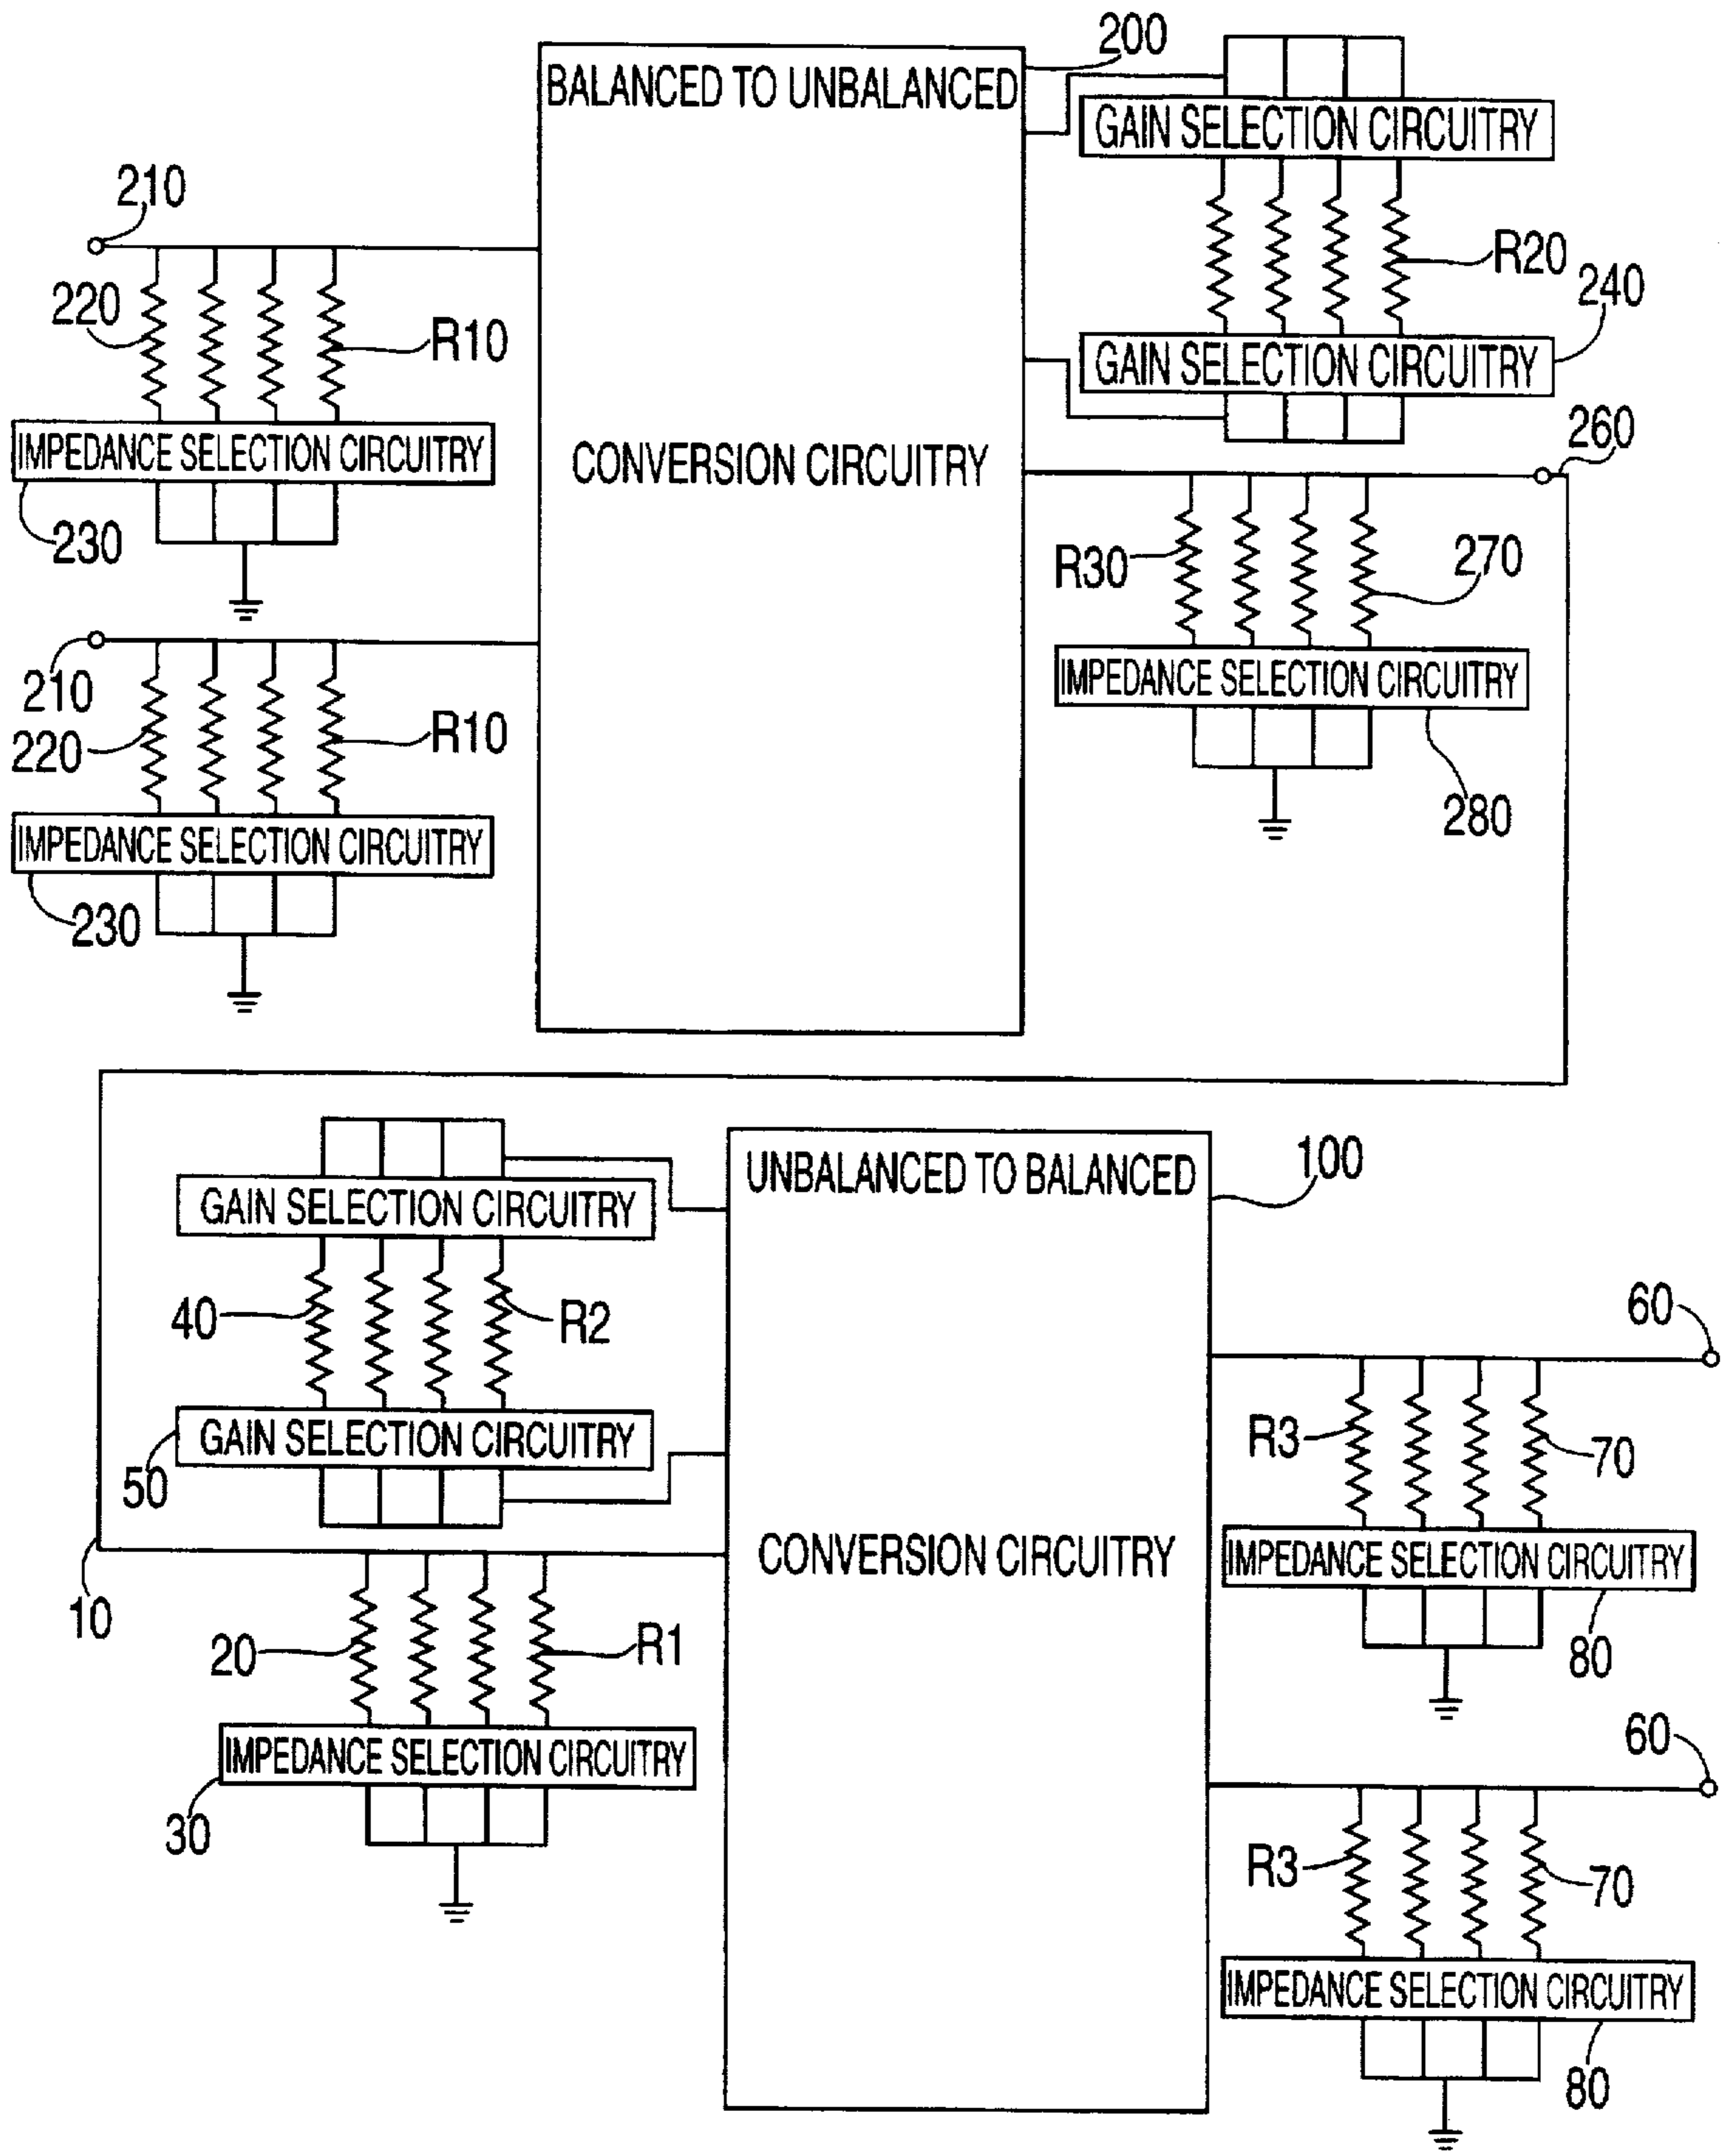 200
BALANCED TO UNBALANCED
GAIN SELECTION CIRCUITRY
210
R20
240
220
R10
GAIN SELECTION CIRCUITRY
260
IMPEDANCE SELECTION CIRCUITRY
CONVERSION CIRCUITRY
230
R30
270
210
IMPEDANCE SELECTION CIRCUITRY
220
R10
280
IMPEDANCE SELECTION CIRCUITRY
230
UNBALANCED TO BALANCED
100
GAIN SELECTION CIRCUITRY
40
R2
60
GAIN SELECTION CIRCUITRY
R3
70
50
CONVERSION CIRCUITRY
IMPEDANCE SELECTION CIRCUITRY
10
20
R1
80
60
IMPEDANCE SELECTION CIRCUITRY
30
R3
70
IMPEDANCE SELECTION CIRCUITRY
80